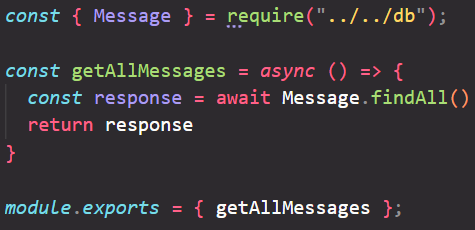 const { Message } = require("../../db");
const getAllMessages = async () => {
  const response = await Message.findAll()
  return response
}
module.exports = { getAllMessages };